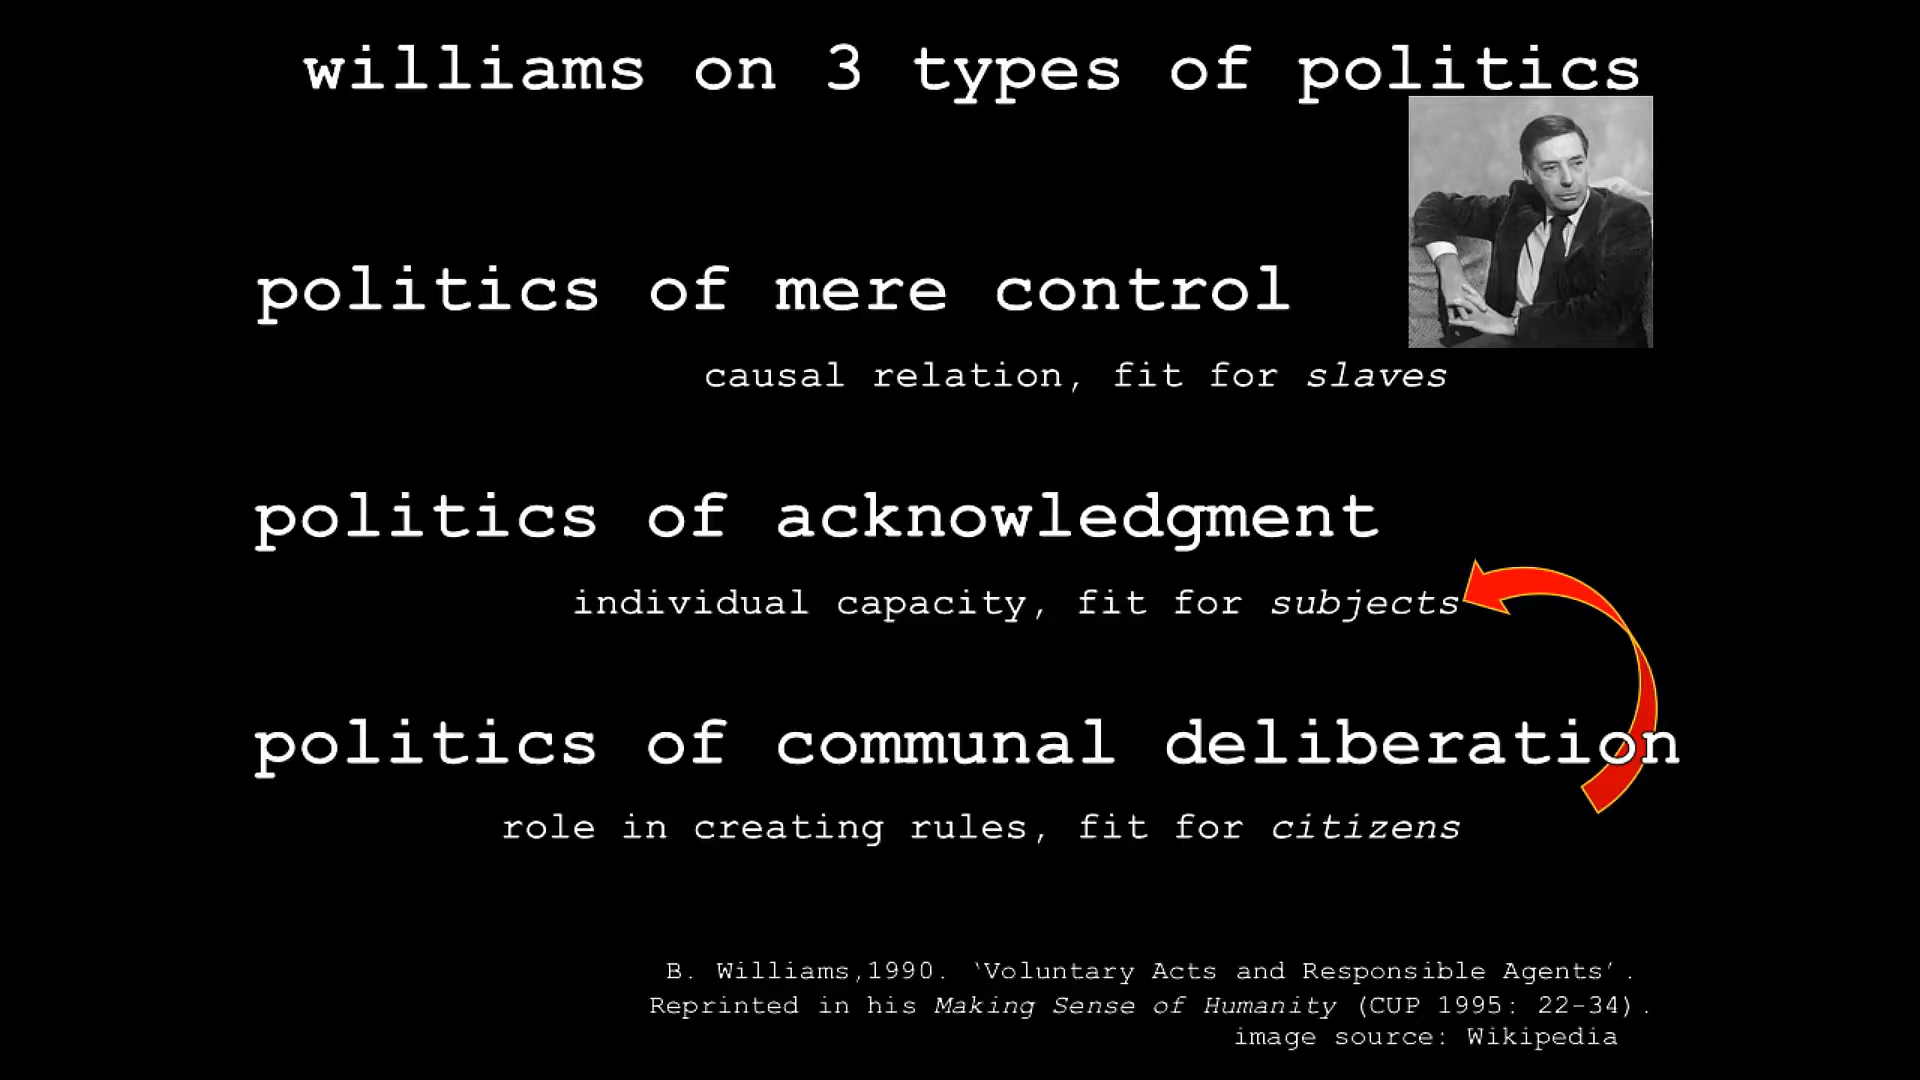 williams on 3 types of politics
politics of mere control
causal relation, fit for slaves
politics of acknowledgment
individual capacity, fit for subjects
politics of communal deliberation
role in creating rules, fit for citizens
B. Williams,1990. ‘Voluntary Acts and Responsible Agents’.
Reprinted in his Making Sense of Humanity (CUP 1995: 22-34).
image source: Wikipedia